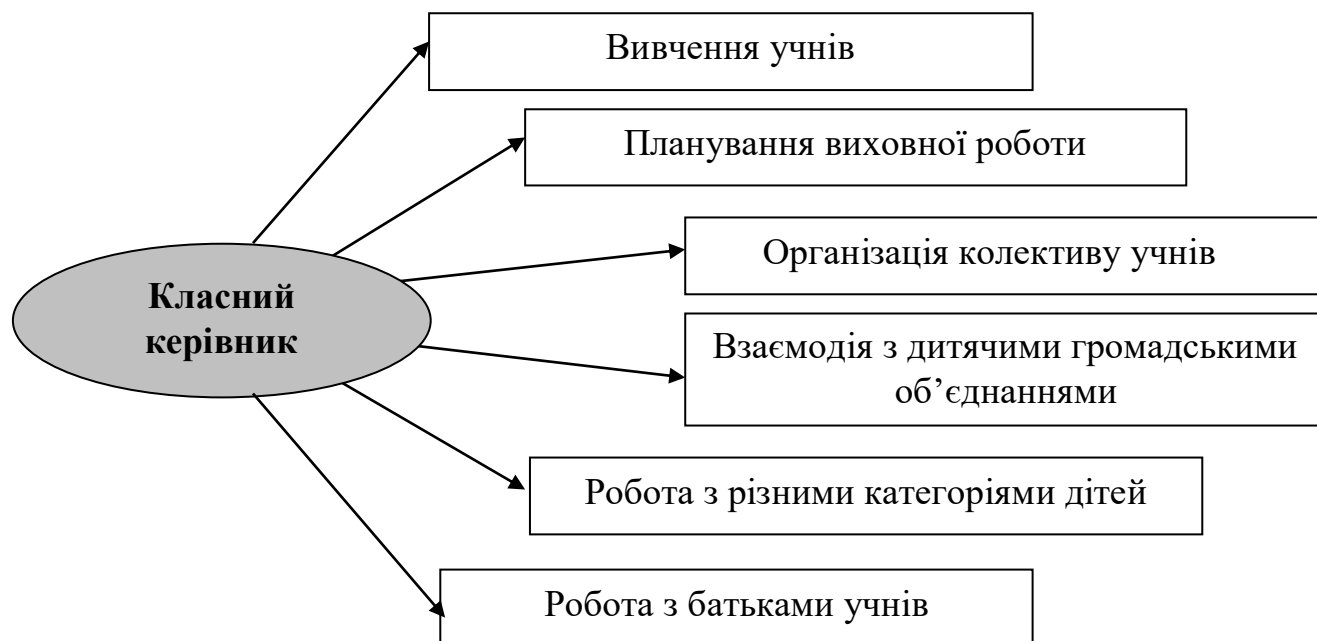 Вивчення учнів
Планування виховної роботи
Організація колективу учнів
Класний
керівник
Взаємодія з дитячими громадськими
об’єднаннями
Робота з різними категоріями дітей
Робота з батьками учнів